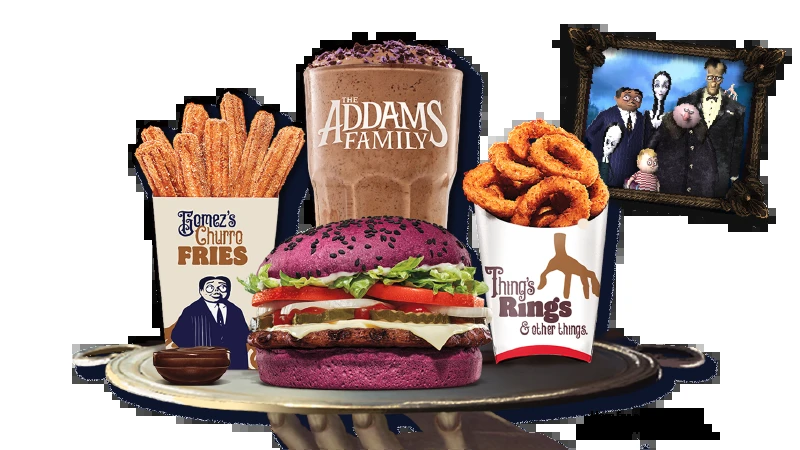 THE
ADDAMS
FAMILY
Gomez's
Churro
FRIES
Thing's
Rings
& other things.